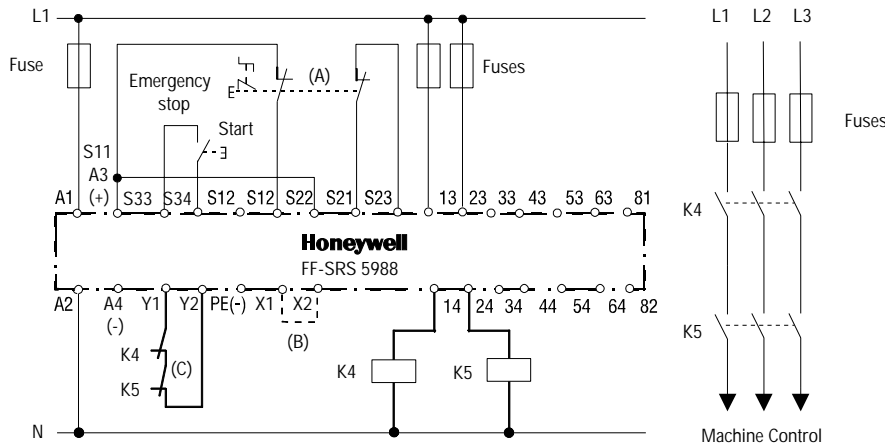 L1
L1 L2 L3
Fuse
Emergency
stop
(A)
E
Fuses
Fuses
Start
E
S11
A3
(+)
A1 S33 S34 S12 S12 S22 S21 S23 13 23 33 43 53 63 81
K4
Honeywell
FF-SRS 5988
A2 A4 Y1 Y2 PE(-) X1 X2 14 24 34 44 54 64 82
(-)
(B)
K4
(C)
K5
K4
K5
K5
N
Machine Control